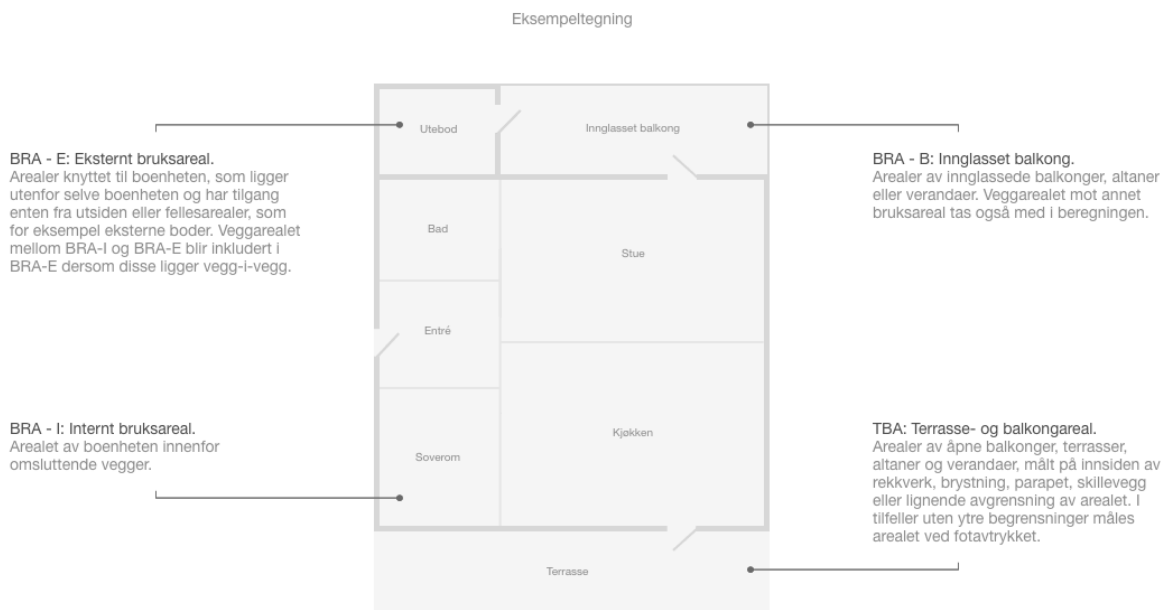 Eksempeltegning
Utebod
Innglasset balkong
BRA - E: Eksternt bruksareal.
Arealer knyttet til boenheten, som ligger
utenfor selve boenheten og har tilgang
enten fra utsiden eller fellesarealer, som
for eksempel eksterne boder. Veggarealet
mellom BRA-I og BRA-E blir inkludert i
BRA-E dersom disse ligger vegg-i-vegg.
BRA - B: Innglasset balkong.
Arealer av innglassede balkonger, altaner
eller verandaer. Veggarealet mot annet
bruksareal tas også med i beregningen.
Bad
Stue
Entré
Kjøkken
Soverom
BRA - I: Internt bruksareal.
Arealet av boenheten innenfor
omsluttende vegger.
TBA: Terrasse- og balkongareal.
Arealer av åpne balkonger, terrasser,
altaner og verandaer, målt på innsiden av
rekkverk, brystning, parapet, skillevegg
eller lignende avgrensning av arealet. I
tilfeller uten ytre begrensninger måles
arealet ved fotavtrykket.
Terrasse